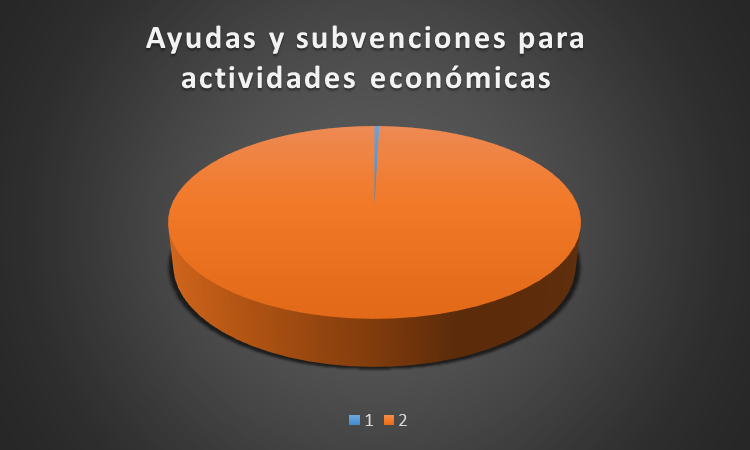 Ayudas y subvenciones para
actividades económicas
1 2